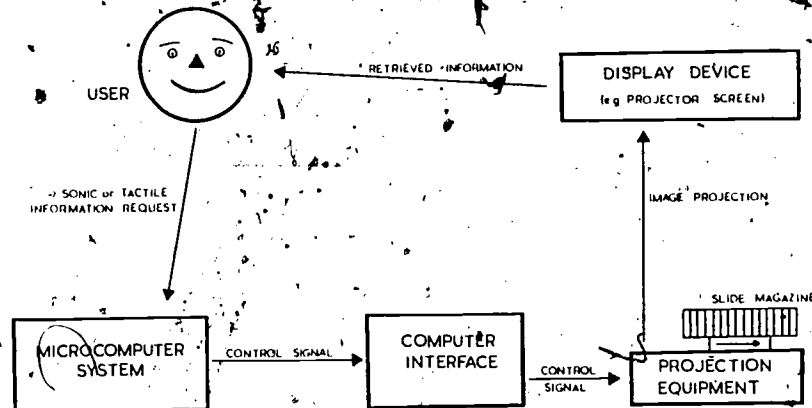 USER
RETRIEVED INFORMATION
DISPLAY DEVICE
(e g PROJECTOR SCREEN)
SONIC or TACTILE
INFORMATION REQUEST
IMAGE PROJECTION
SLIDE MAGAZINE
MICROCOMPUTER
SYSTEM
CONTROL SIGNAL
COMPUTER
INTERFACE
CONTROL
SIGNAL
PROJECTION
EQUIPMENT